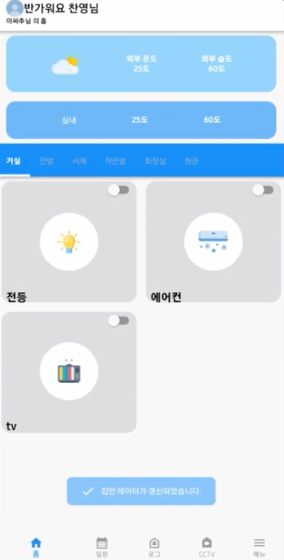 반가워요 찬영님
아싸주님 의 홈
외부 온도
25도
외부 습도
60도
실내 25도 60도
거실 안방 서재 작은방 화장실 현관
전등
에어컨
tv
집안 데이터가 갱신되었습니다.
홈 일정 로그 CCTV 메뉴